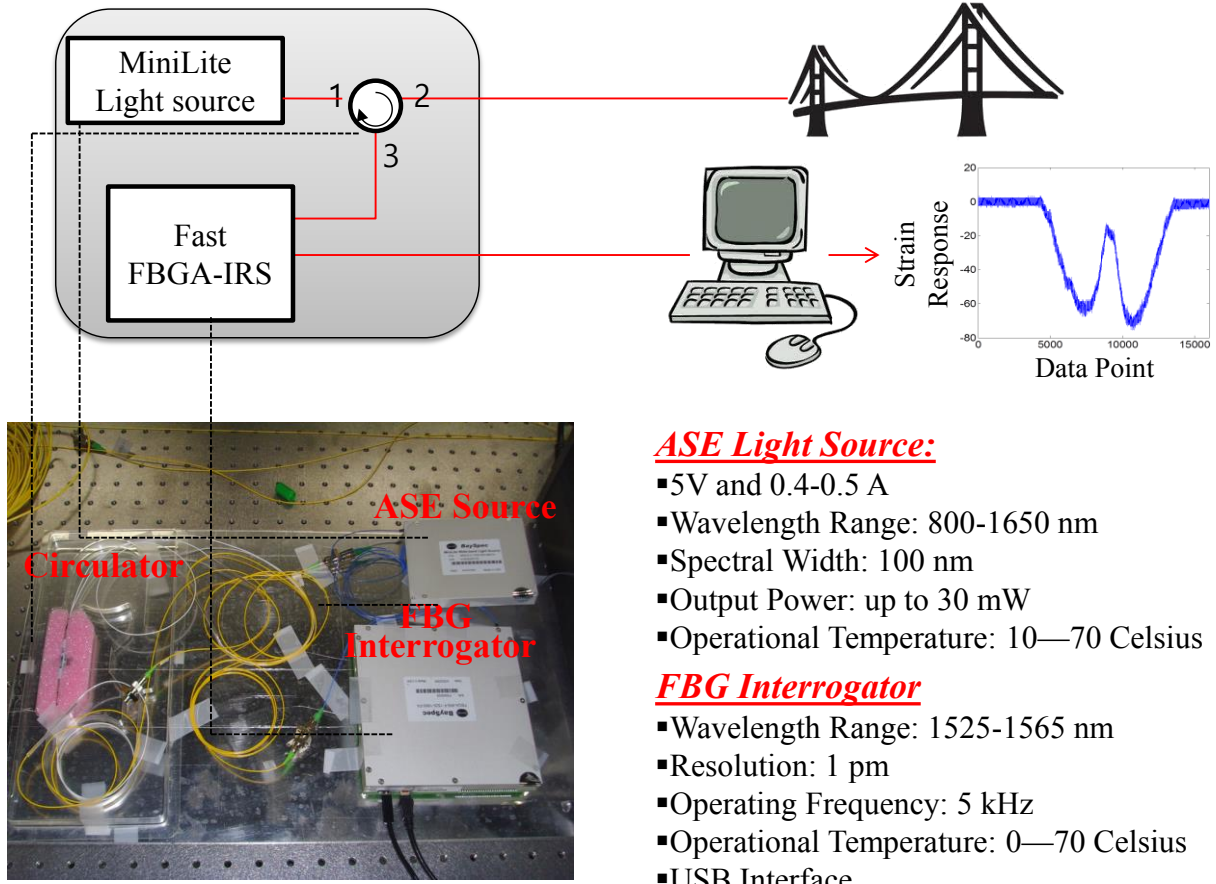 MiniLite
Light source
1
2
3
Fast
FBGA-IRS
Strain
Response
20
0
-20
-40
-60
-80
0
5000
10000
15000
Data Point
ASE Source
Circulator
FBG
Interrogator
BaySpec
BaySpec
ASE Light Source:
▪5V and 0.4-0.5 A
▪Wavelength Range: 800-1650 nm
▪Spectral Width: 100 nm
▪Output Power: up to 30 mW
▪Operational Temperature: 10—70 Celsius
FBG Interrogator
▪Wavelength Range: 1525-1565 nm
▪Resolution: 1 pm
▪Operating Frequency: 5 kHz
▪Operational Temperature: 0—70 Celsius
▪USB Interface